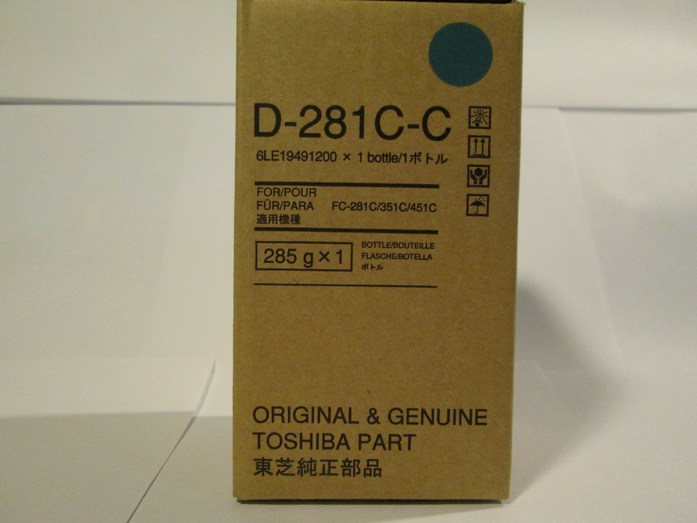 D-281C-C
6LE19491200 × 1 bottle/1ボトル
FOR/POUR
FÜR/PARA FC-281C/351C/451C
適用機種
285 g×1
BOTTLE/BOUTEILLE
FLASCHE/BOTELLA
ボトル
ORIGINAL & GENUINE
TOSHIBA PART
東芝純正部品